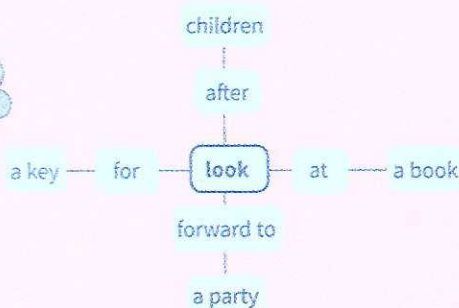 children
after
a key for look at a book
forward to
a party